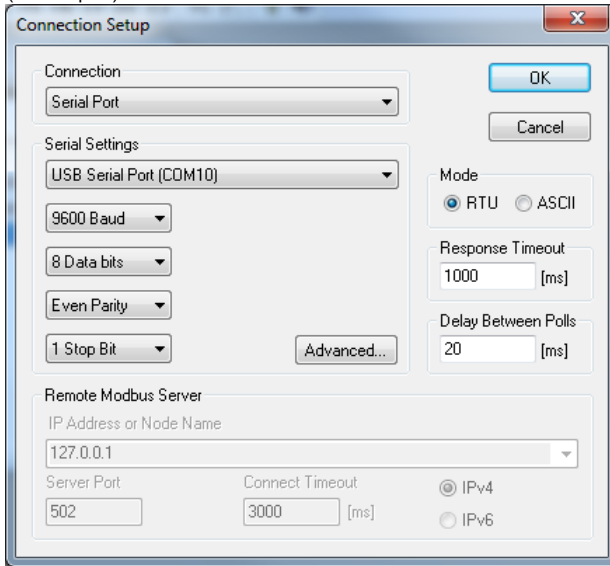 Connection Setup
Connection
Serial Port
OK
Cancel
Serial Settings
USB Serial Port (COM10)
9600 Baud
8 Data bits
Even Parity
1 Stop Bit
Advanced...
Mode
RTU
ASCII
Response Timeout
1000 [ms]
Delay Between Polls
20 [ms]
Remote Modbus Server
IP Address or Node Name
127.0.0.1
Server Port
502
Connect Timeout
3000 [ms]
IPv4
IPv6